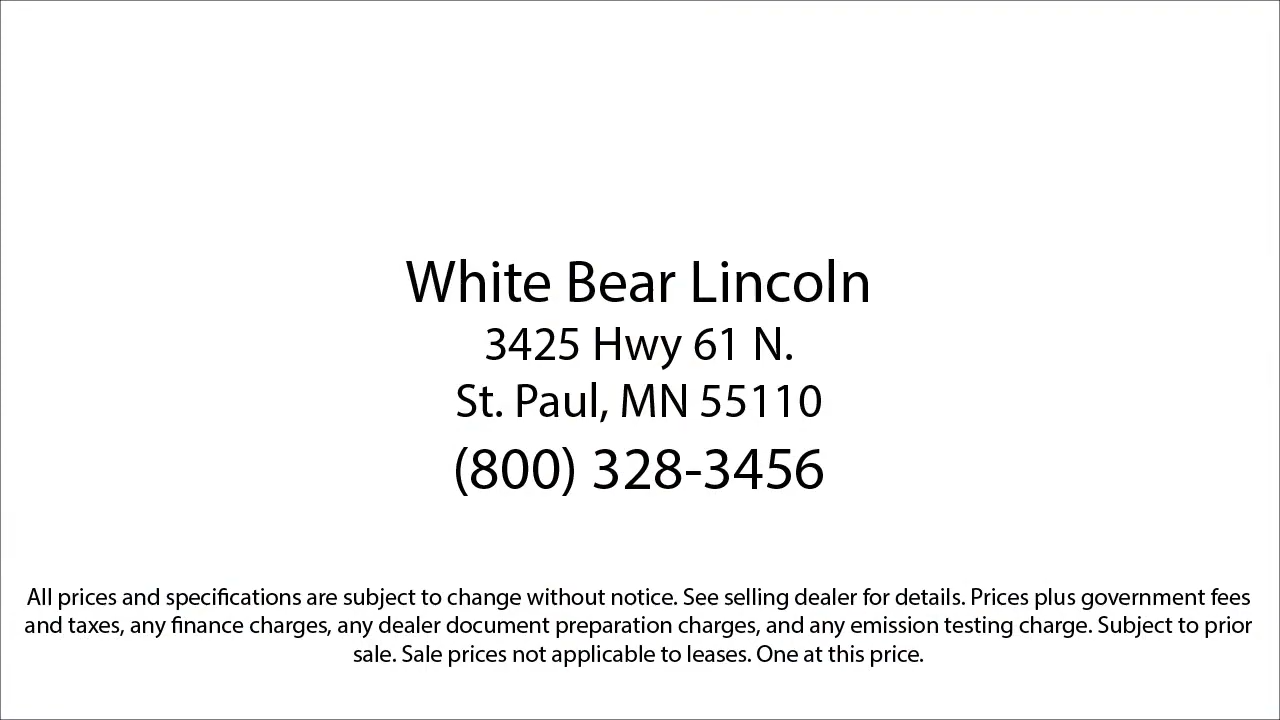 White Bear Lincoln
3425 Hwy 61 N.
St. Paul, MN 55110
(800) 328-3456
All prices and specifications are subject to change without notice. See selling dealer for details. Prices plus government fees
and taxes, any finance charges, any dealer document preparation charges, and any emission testing charge. Subject to prior
sale. Sale prices not applicable to leases. One at this price.